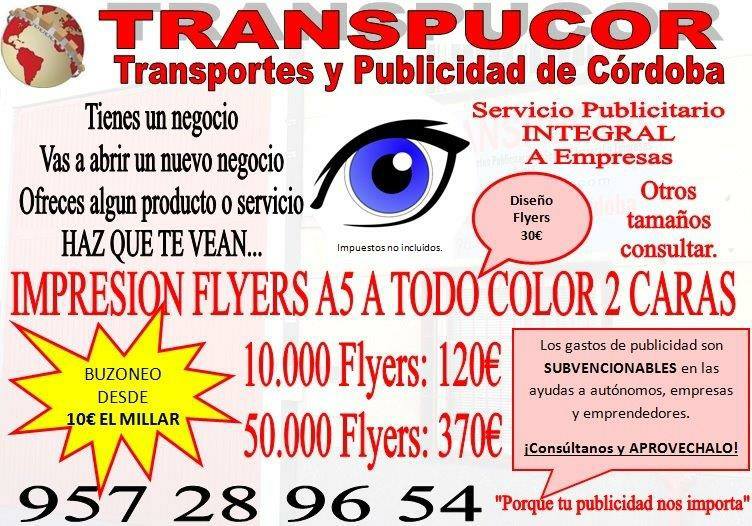 TRANSPUCOR
Transportes y Publicidad de Córdoba
Tienes un negocio
Vas a abrir un nuevo negocio
Ofreces algun producto o servicio
HAZ QUE TE VEAN...
Servicio Publicitario
INTEGRAL
A Empresas
Impuestos no incluidos.
Diseño
Flyers
30€
Otros
tamaños
consultar.
IMPRESION FLYERS A5 A TODO COLOR 2 CARAS
BUZONEO
DESDE
10€ EL MILLAR
10.000 Flyers: 120€
50.000 Flyers: 370€
Los gastos de publicidad son
SUBVENCIONABLES en las
ayudas a autónomos, empresas
y emprendedores.
¡Consúltanos y APROVECHALO!
957 28 96 54
"Porque tu publicidad nos importa"